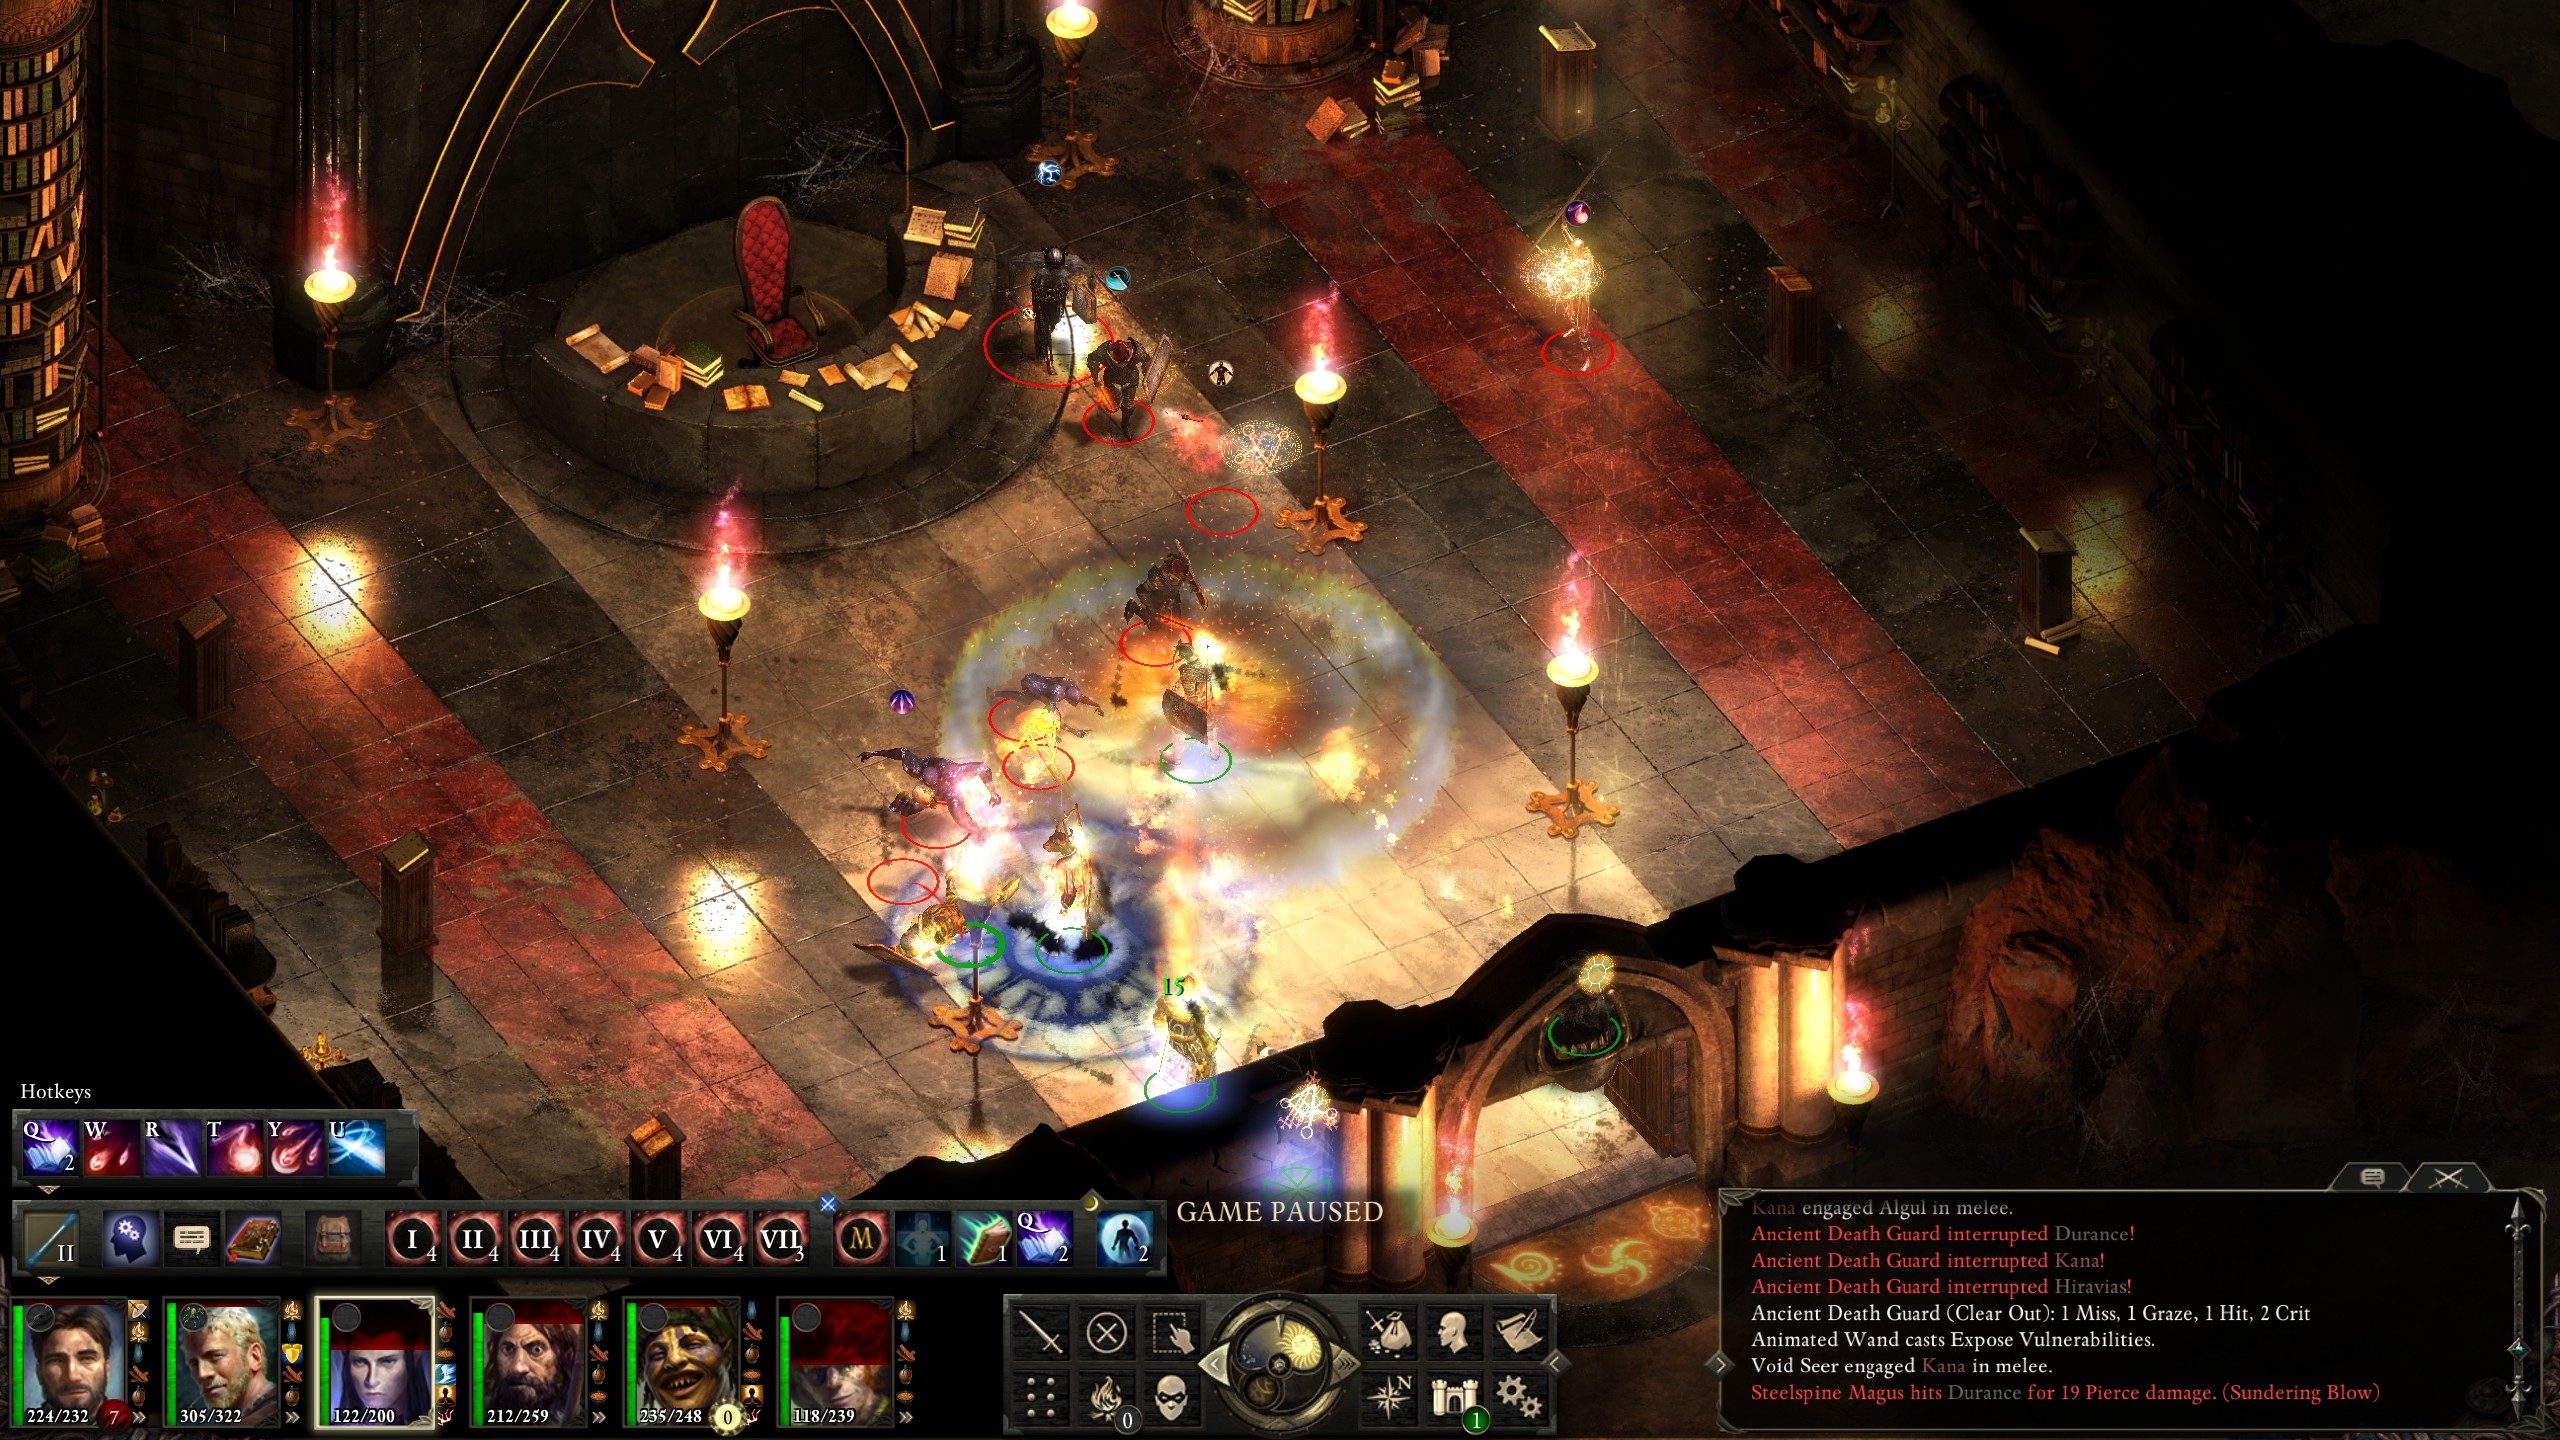 15
Hotkeys
Q W R T Y U
2
GAME PAUSED
II I 4 II 4 III 4 IV 4 V 4 VI 4 VII 3 M 1 1 Q 2 2
Kana engaged Algul in melee.
Ancient Death Guard interrupted Durance!
Ancient Death Guard interrupted Kana!
Ancient Death Guard interrupted Hiravias!
Ancient Death Guard (Clear Out): 1 Miss, 1 Graze, 1 Hit, 2 Crit
Animated Wand casts Expose Vulnerabilities.
Void Seer engaged Kana in melee.
Steelspine Magus hits Durance for 19 Pierce damage. (Sundering Blow)
224/232 7 305/322 122/200 212/259 235/248 0 118/239
N
0 1